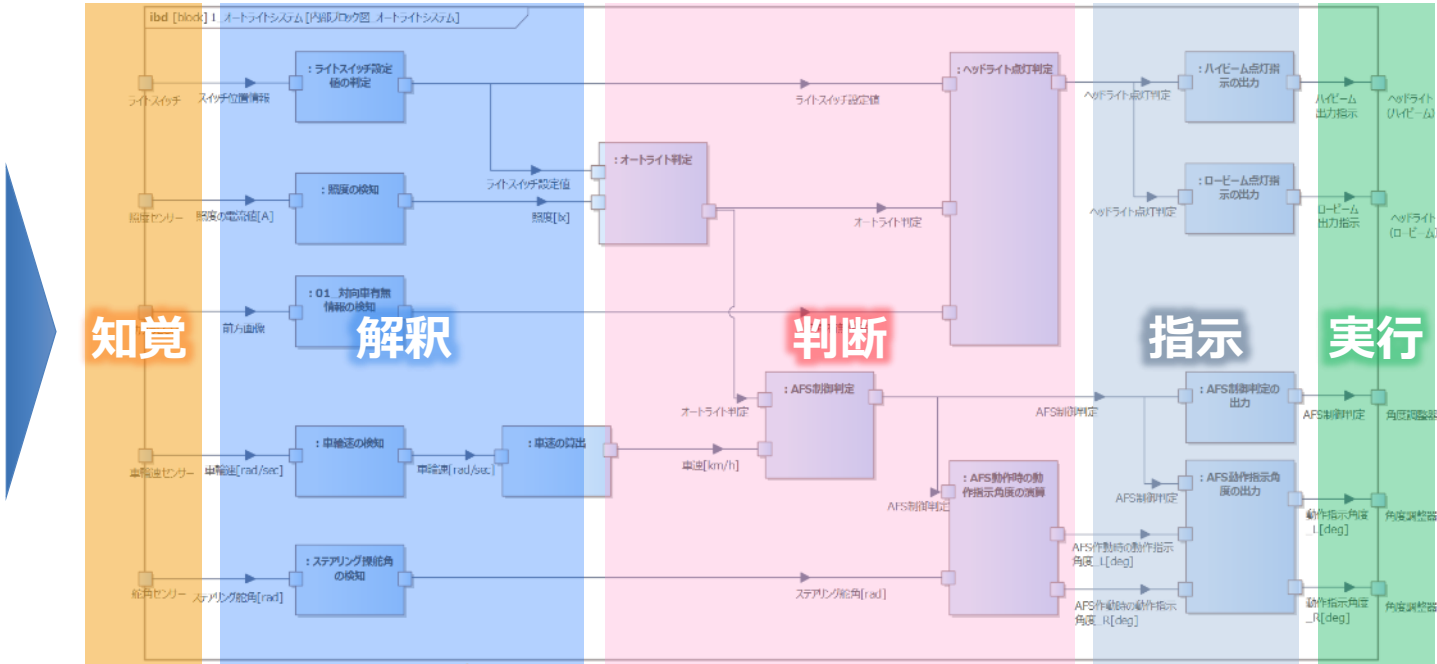 ibd [block] 1_オートライトシステム [内部ブロック図_オートライトシステム]
ライトスイッチ
スイッチ位置情報
: ライトスイッチ設定
値の判定
ライトスイッチ設定値
ライトスイッチ設定値
: ヘッドライト点灯判定
ヘッドライト点灯判定
: ハイビーム点灯指
示の出力
ハイビーム
出力指示
ヘッドライト
(ハイビーム)
照度センサー
照度の電流値[A]
: 照度の検知
照度[lx]
: オートライト判定
オートライト判定
ヘッドライト点灯判定
: ロービーム点灯指
示の出力
ロービーム
出力指示
ヘッドライト
(ロービーム)
前方画像
: 01_対向車有無
情報の検知
知覚
解釈
判断
指示
実行
オートライト判定
: AFS制御判定
AFS制御判定
: AFS制御判定の
出力
AFS制御判定
角度調整器
車輪速センサー
車輪速[rad/sec]
: 車輪速の検知
車輪速[rad/sec]
: 車速の算出
車速[km/h]
AFS制御判定
: AFS動作時の動
作指示角度の演算
AFS制御判定
: AFS動作指示角
度の出力
動作指示角度
_L[deg]
角度調整器
AFS作動時の動作指示
角度_L[deg]
舵角センサー
ステアリング舵角[rad]
: ステアリング操舵角
の検知
ステアリング舵角[rad]
AFS作動時の動作指示
角度_R[deg]
動作指示角度
_R[deg]
角度調整器